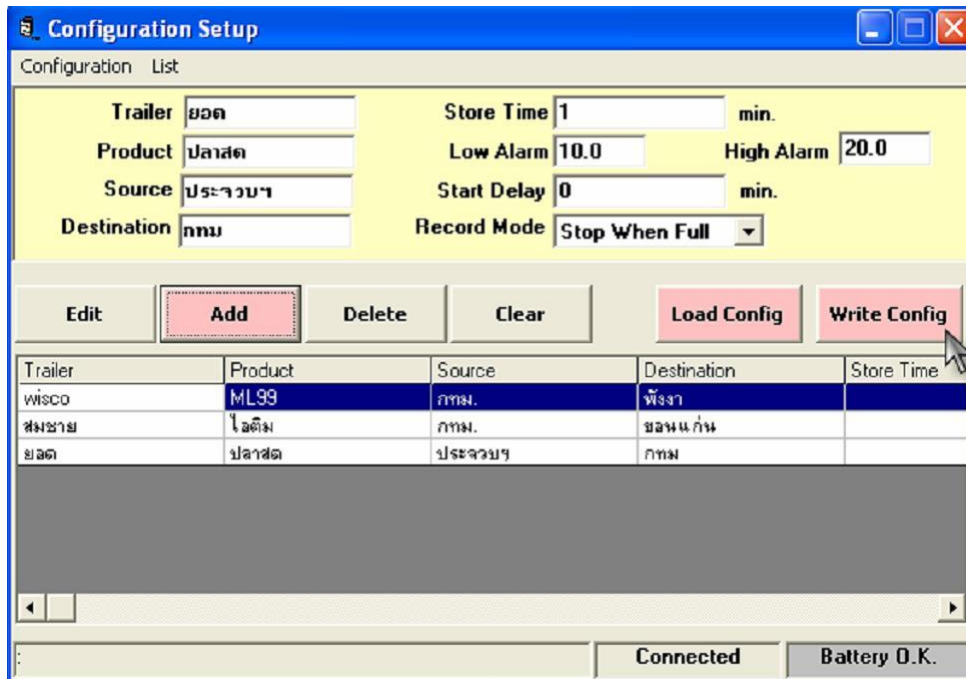 Configuration Setup
Configuration List
Trailer ยอด Store Time 1 min.
Product ปลาสด Low Alarm 10.0 High Alarm 20.0
Source ประจวบฯ Start Delay 0 min.
Destination กทม Record Mode Stop When Full
Edit Add Delete Clear Load Config Write Config
Trailer Product Source Destination Store Time
wisco ML99 กทม. พังงา
สมชาย ไอติม กทม. ขอนแก่น
ยอด ปลาสด ประจวบฯ กทม
: Connected Battery O.K.